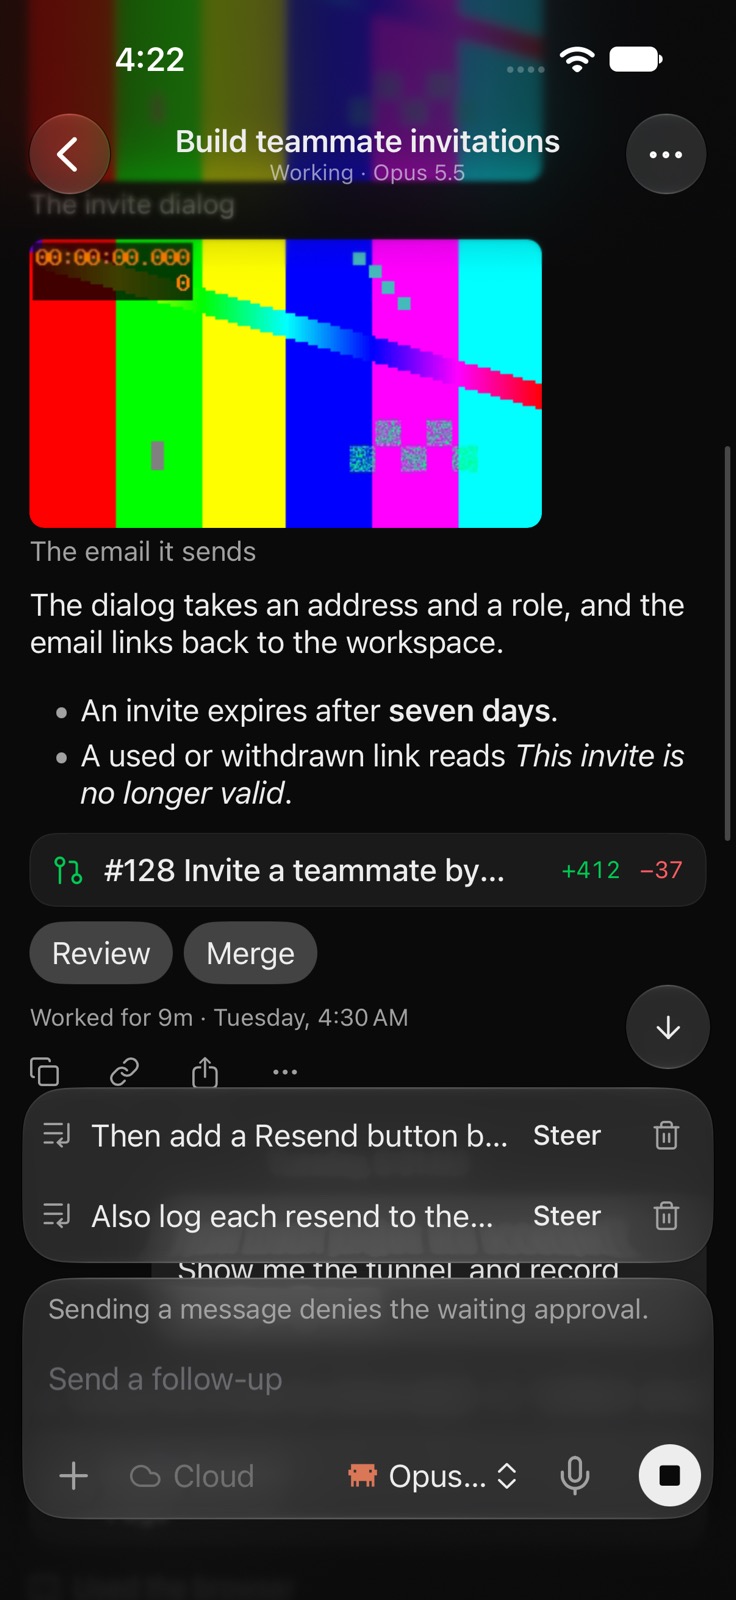 4:22
Build teammate invitations
Working · Opus 5.5
The invite dialog
00:00:00.000
0
The email it sends
The dialog takes an address and a role, and the
email links back to the workspace.
• An invite expires after seven days.
• A used or withdrawn link reads This invite is
no longer valid.
#128 Invite a teammate by... +412 −37
Review Merge
Worked for 9m · Tuesday, 4:30 AM
Then add a Resend button b... Steer
Also log each resend to the... Steer
Show me the funnel, and record
Sending a message denies the waiting approval.
Send a follow-up
Cloud Opus...